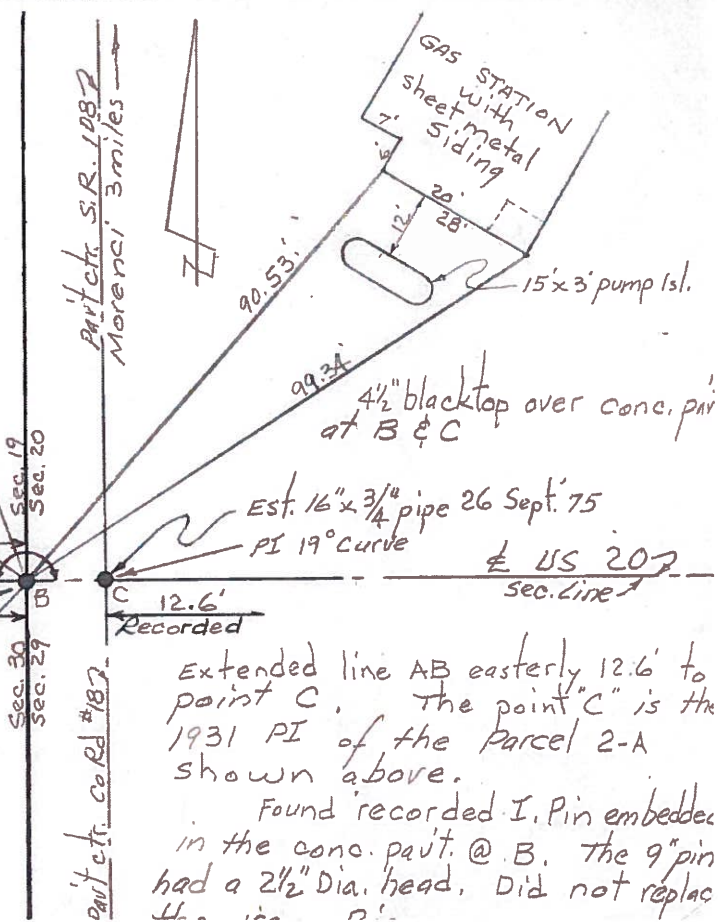 GAS STATION
with
sheet metal
siding
7'
5'
20'
28'
12'
15'x3' pump Isl.
Pav't ctr. S.R. 108
Morenci 3 miles
N
90.53'
99.34'
4½" blacktop over conc.
at B & C
Sec. 19
Sec. 20
Est. 16" x 3/4" pipe 26 Sept. '75
PI 19° Curve
US 20
sec. Line
B
C
12.6'
Recorded
Sec. 30
Sec. 29
Pav't ctr. Co Rd #18
Extended line AB easterly 12.6' to
point C. The point "C" is the
1931 PI of the Parcel 2-A
shown above.
Found recorded I. Pin embedded
in the conc. pav't. @ B. The 9" pin
had a 2½" Dia. head. Did not replac